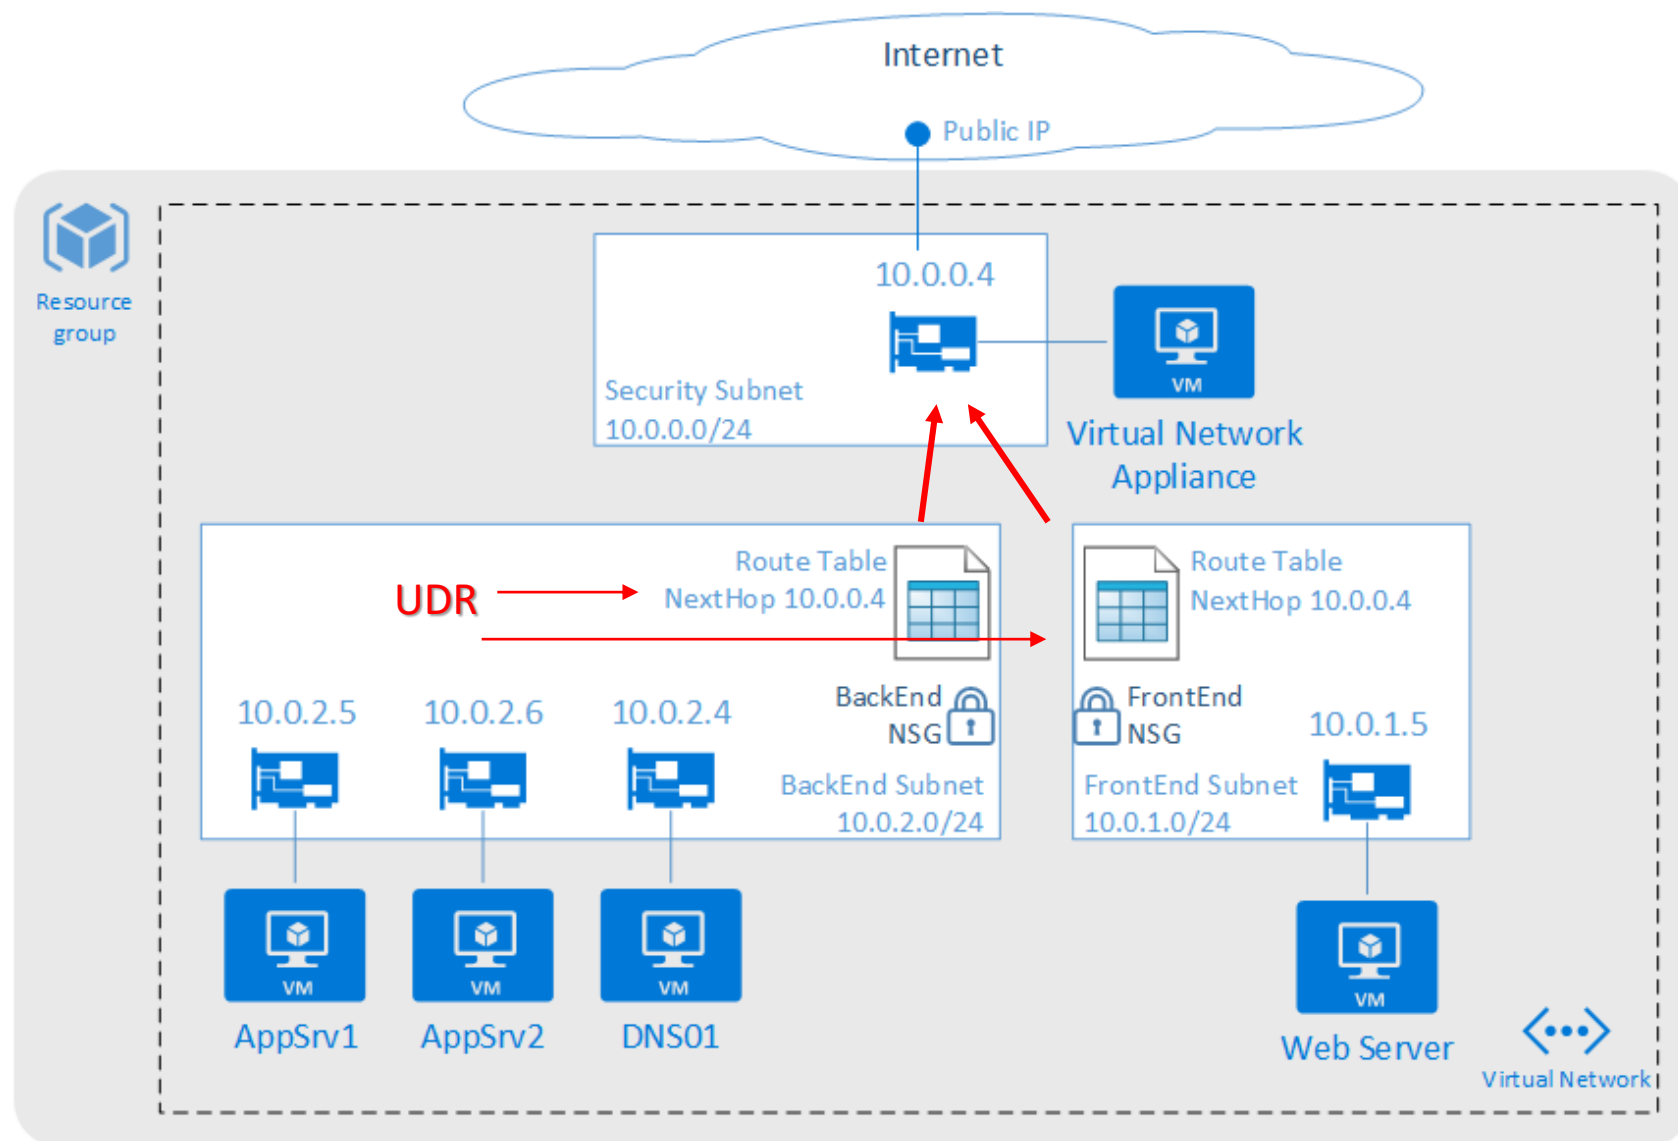 Internet
Public IP
Resource
group
10.0.0.4
Security Subnet
10.0.0.0/24
VM
Virtual Network
Appliance
UDR
Route Table
NextHop 10.0.0.4
Route Table
NextHop 10.0.0.4
10.0.2.5
10.0.2.6
10.0.2.4
BackEnd
NSG
BackEnd Subnet
10.0.2.0/24
FrontEnd
NSG
10.0.1.5
FrontEnd Subnet
10.0.1.0/24
VM
AppSrv1
VM
AppSrv2
VM
DNS01
VM
Web Server
Virtual Network